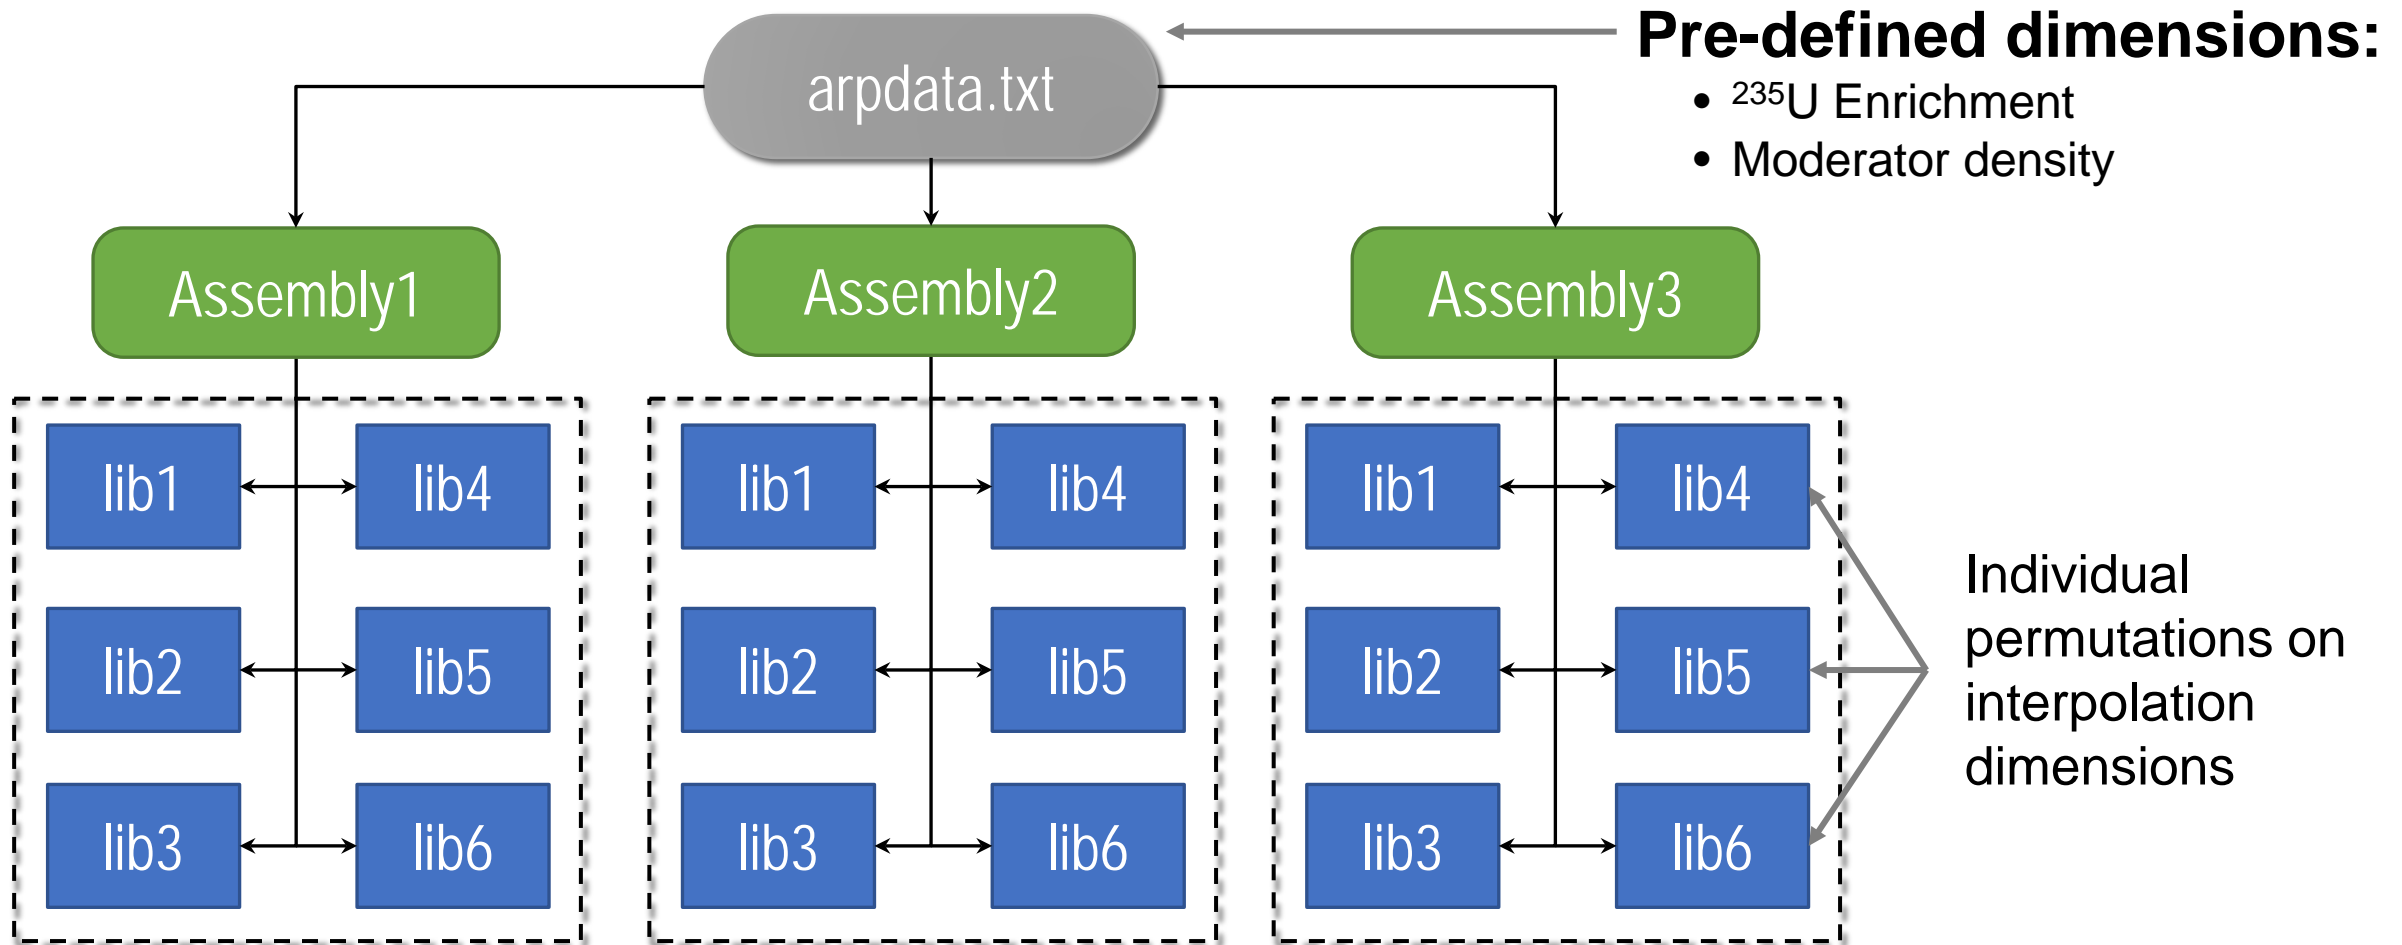 Pre-defined dimensions:
• ²³⁵U Enrichment
• Moderator density
arpdata.txt
Assembly1
Assembly2
Assembly3
lib1
lib4
lib2
lib5
lib3
lib6
lib1
lib4
lib2
lib5
lib3
lib6
lib1
lib4
lib2
lib5
lib3
lib6
Individual
permutations on
interpolation
dimensions